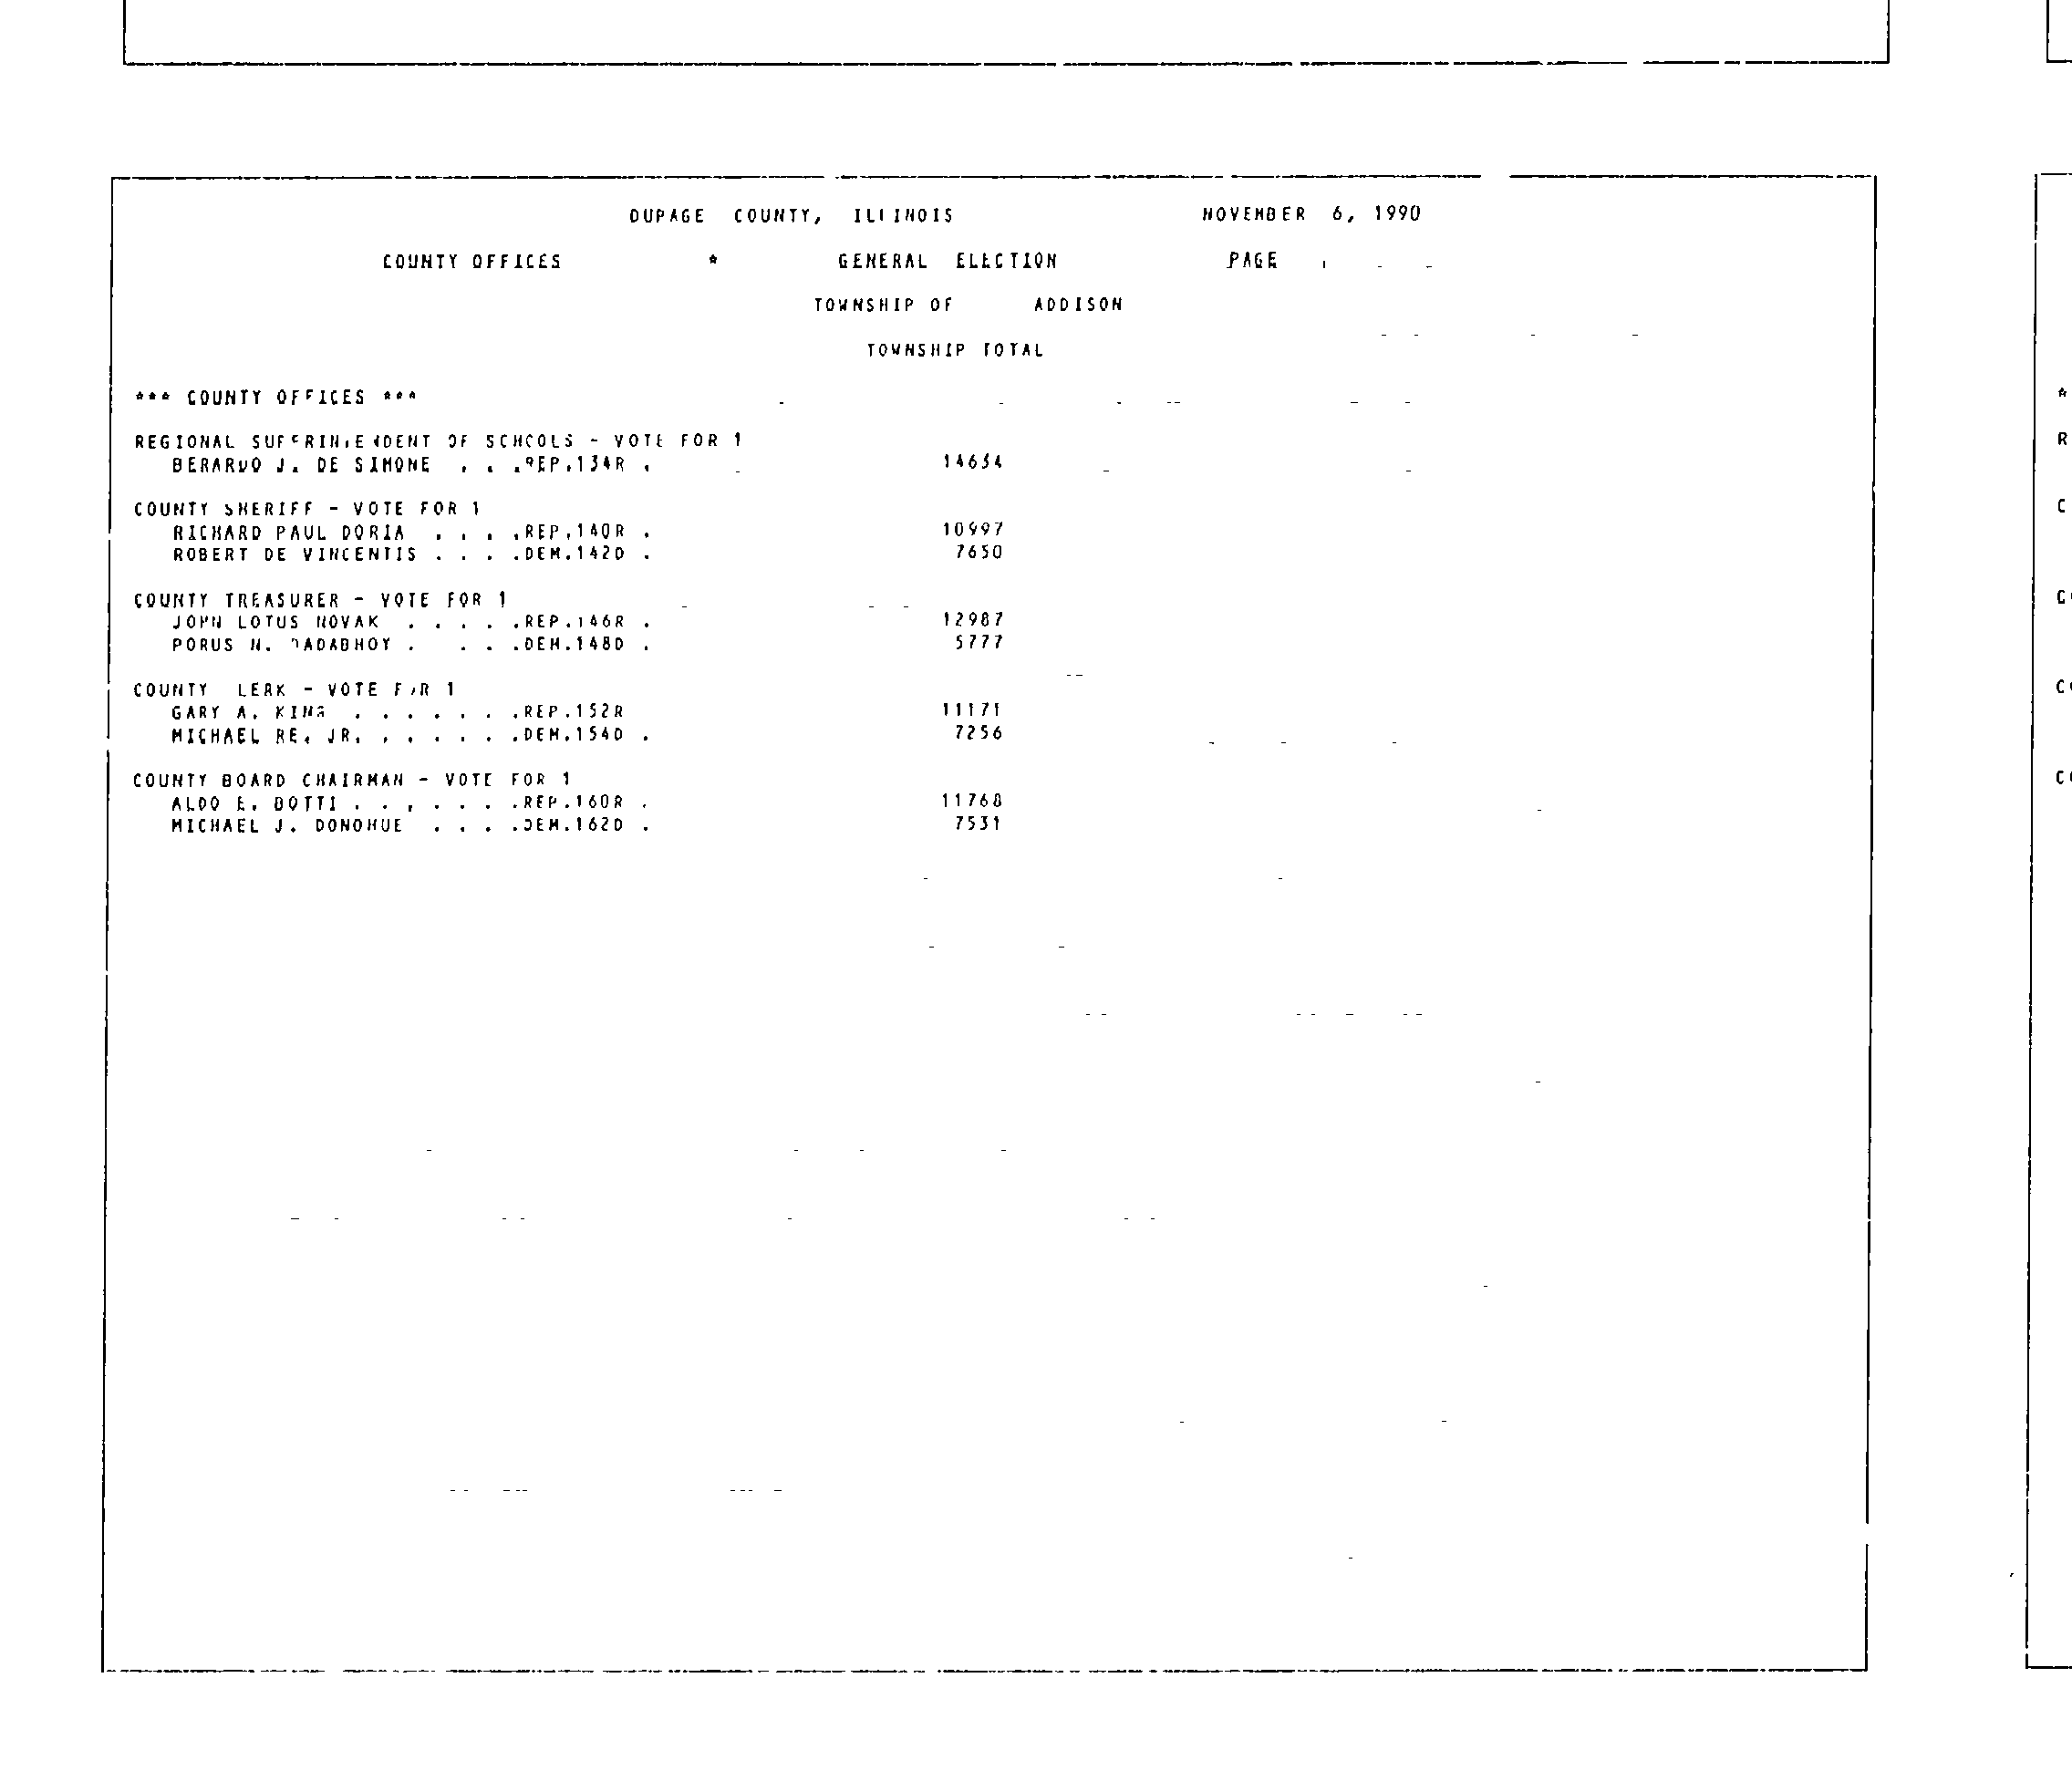 DUPAGE COUNTY, ILLINOIS NOVEMBER 6, 1990
COUNTY OFFICES * GENERAL ELECTION PAGE
TOWNSHIP OF ADDISON
TOWNSHIP TOTAL
*** COUNTY OFFICES ***
REGIONAL SUPERINTENDENT OF SCHOOLS - VOTE FOR 1
BERARDO J. DE SIMONE . . .REP.134R . 14634
COUNTY SHERIFF - VOTE FOR 1
RICHARD PAUL DORIA . . . .REP.140R . 10997
ROBERT DE VINCENTIS . . . .DEM.142D . 7650
COUNTY TREASURER - VOTE FOR 1
JOHN LOTUS NOVAK . . . . .REP.146R . 12987
PORUS N. DADABHOY . . . .DEM.148D . 5777
COUNTY CLERK - VOTE FOR 1
GARY A. KING . . . . . . .REP.152R 11171
MICHAEL RE, JR. . . . . . .DEM.154D . 7256
COUNTY BOARD CHAIRMAN - VOTE FOR 1
ALDO E. BOTTI . . . . . . .REP.160R . 11768
MICHAEL J. DONOHUE . . . .DEM.162D . 7531